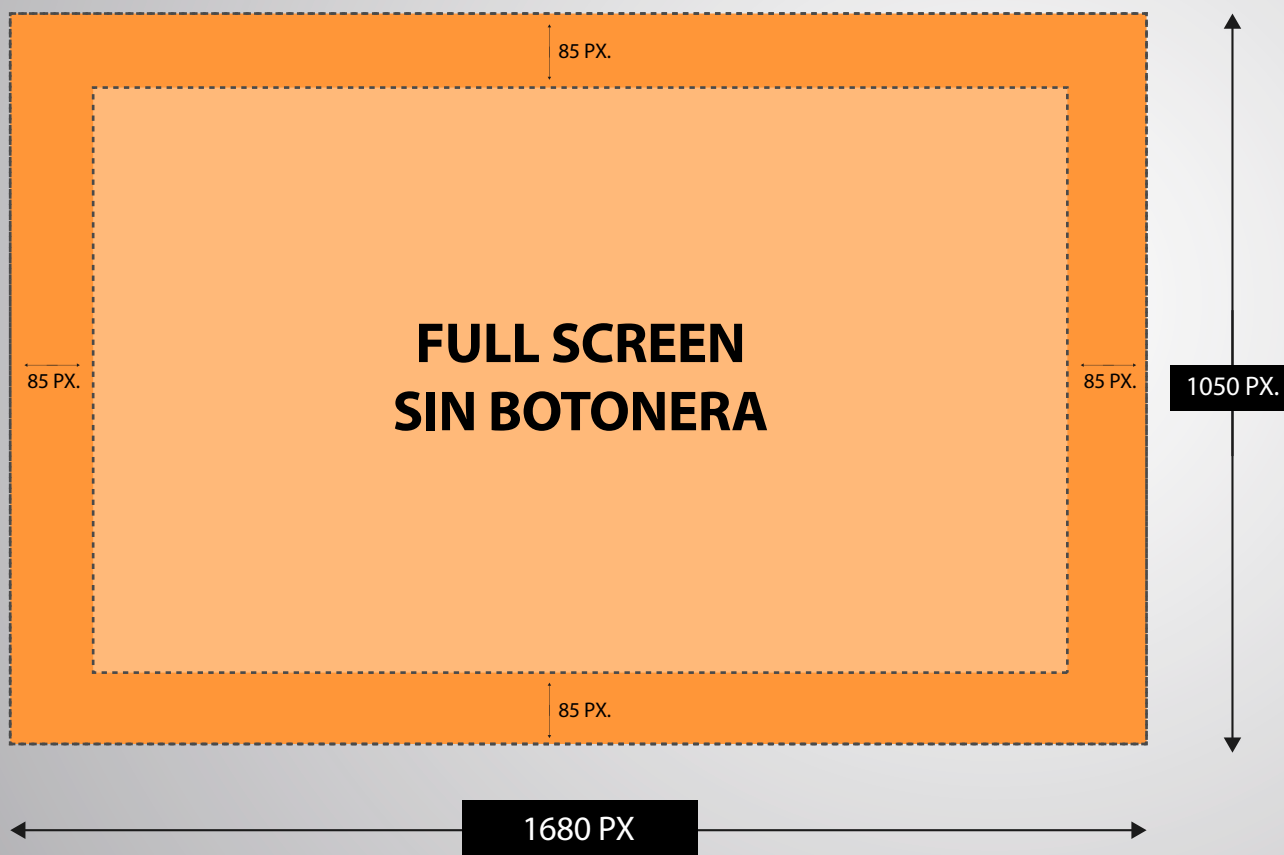 85 PX.
FULL SCREEN
SIN BOTONERA
85 PX.
85 PX.
1050 PX.
85 PX.
1680 PX